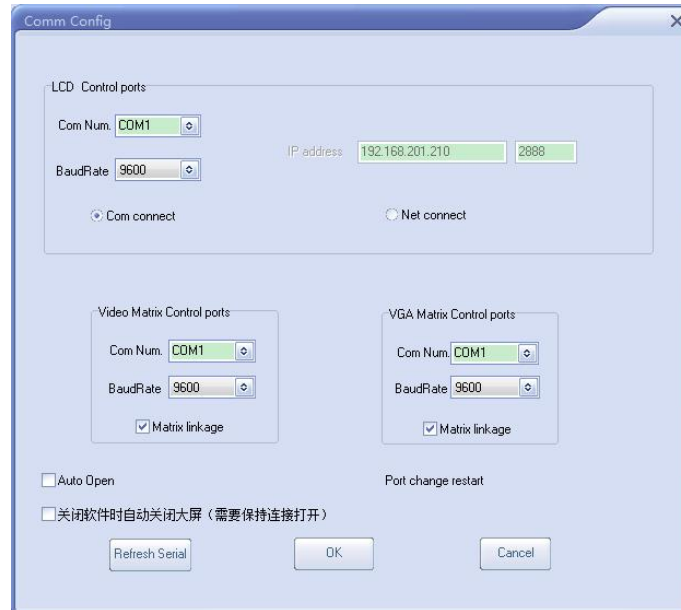 Comm Config
LCD Control ports
Com Num. COM1
IP address 192.168.201.210 2888
BaudRate 9600
Com connect Net connect
Video Matrix Control ports
Com Num. COM1
BaudRate 9600
Matrix linkage
VGA Matrix Control ports
Com Num. COM1
BaudRate 9600
Matrix linkage
Auto Open Port change restart
关闭软件时自动关闭大屏（需要保持连接打开）
Refresh Serial OK Cancel